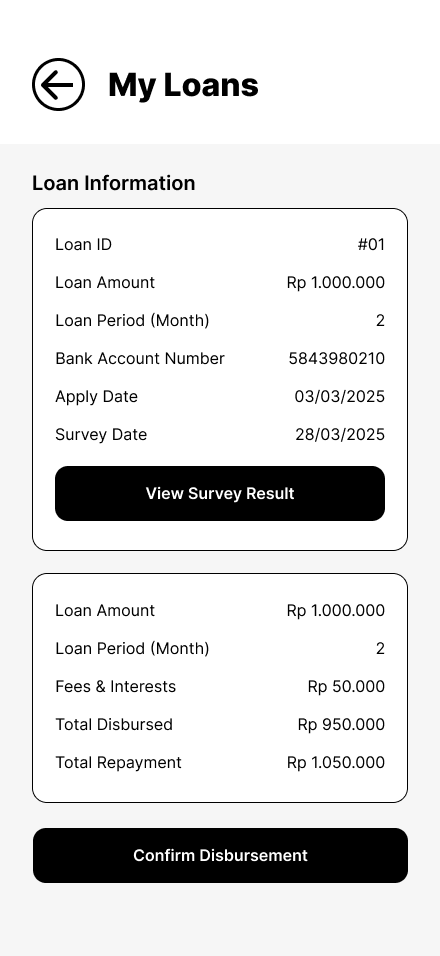 My Loans
Loan Information
Loan ID #01
Loan Amount Rp 1.000.000
Loan Period (Month) 2
Bank Account Number 5843980210
Apply Date 03/03/2025
Survey Date 28/03/2025
View Survey Result
Loan Amount Rp 1.000.000
Loan Period (Month) 2
Fees & Interests Rp 50.000
Total Disbursed Rp 950.000
Total Repayment Rp 1.050.000
Confirm Disbursement